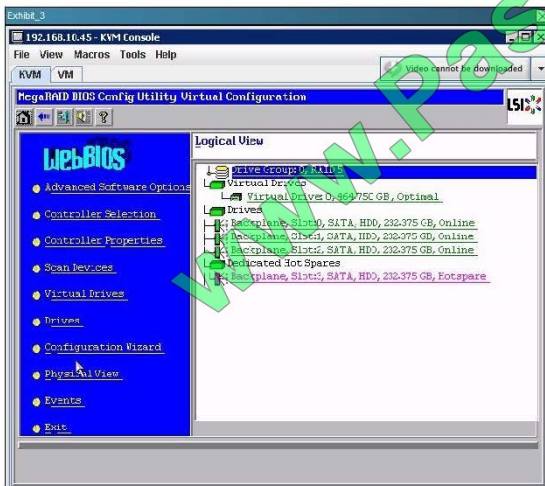 Exhibit_3
192.168.10.45 - KVM Console
File View Macros Tools Help
KVM VM
Video cannot be downloaded
MegaRAID BIOS Config Utility Virtual Configuration
LSI
WebBIOS
Advanced Software Options
Controller Selection
Controller Properties
Scan Devices
Virtual Drives
Drives
Configuration Wizard
Physical View
Events
Exit
Logical View
Drive Group: 0, RAID 5
Virtual Drives
Virtual Drive: 0, 464.750 GB, Optimal
Drives
Backplane, Slot:0, SATA, HDD, 232.375 GB, Online
Backplane, Slot:1, SATA, HDD, 232.375 GB, Online
Backplane, Slot:2, SATA, HDD, 232.375 GB, Online
Dedicated Hot Spares
Backplane, Slot:3, SATA, HDD, 232.375 GB, Hotspare
www.Pas